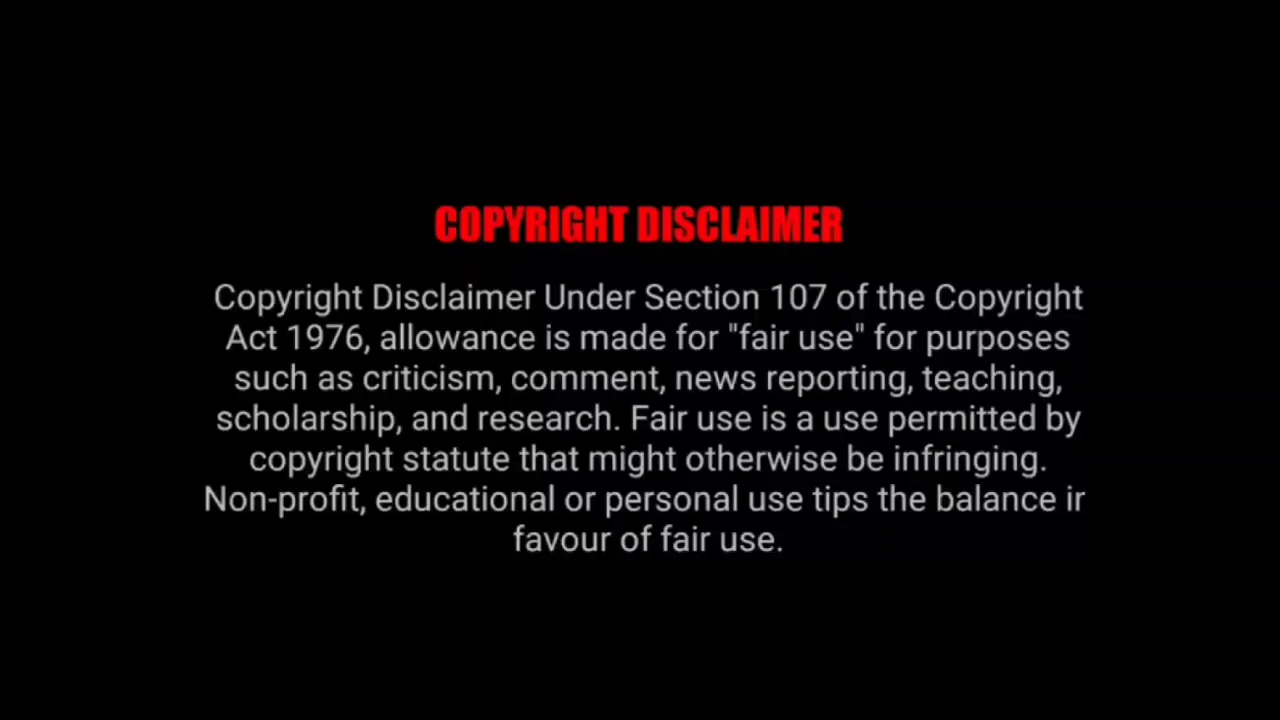 COPYRIGHT DISCLAIMER
Copyright Disclaimer Under Section 107 of the Copyright
Act 1976, allowance is made for "fair use" for purposes
such as criticism, comment, news reporting, teaching,
scholarship, and research. Fair use is a use permitted by
copyright statute that might otherwise be infringing.
Non-profit, educational or personal use tips the balance in
favour of fair use.